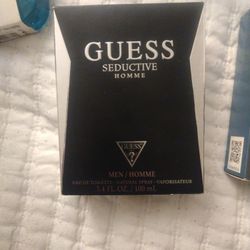 GUESS
SEDUCTIVE
HOMME
GUESS
?
MEN / HOMME
EAU DE TOILETTE - NATURAL SPRAY - VAPORISATEUR
3.4 FL. OZ. / 100 ml